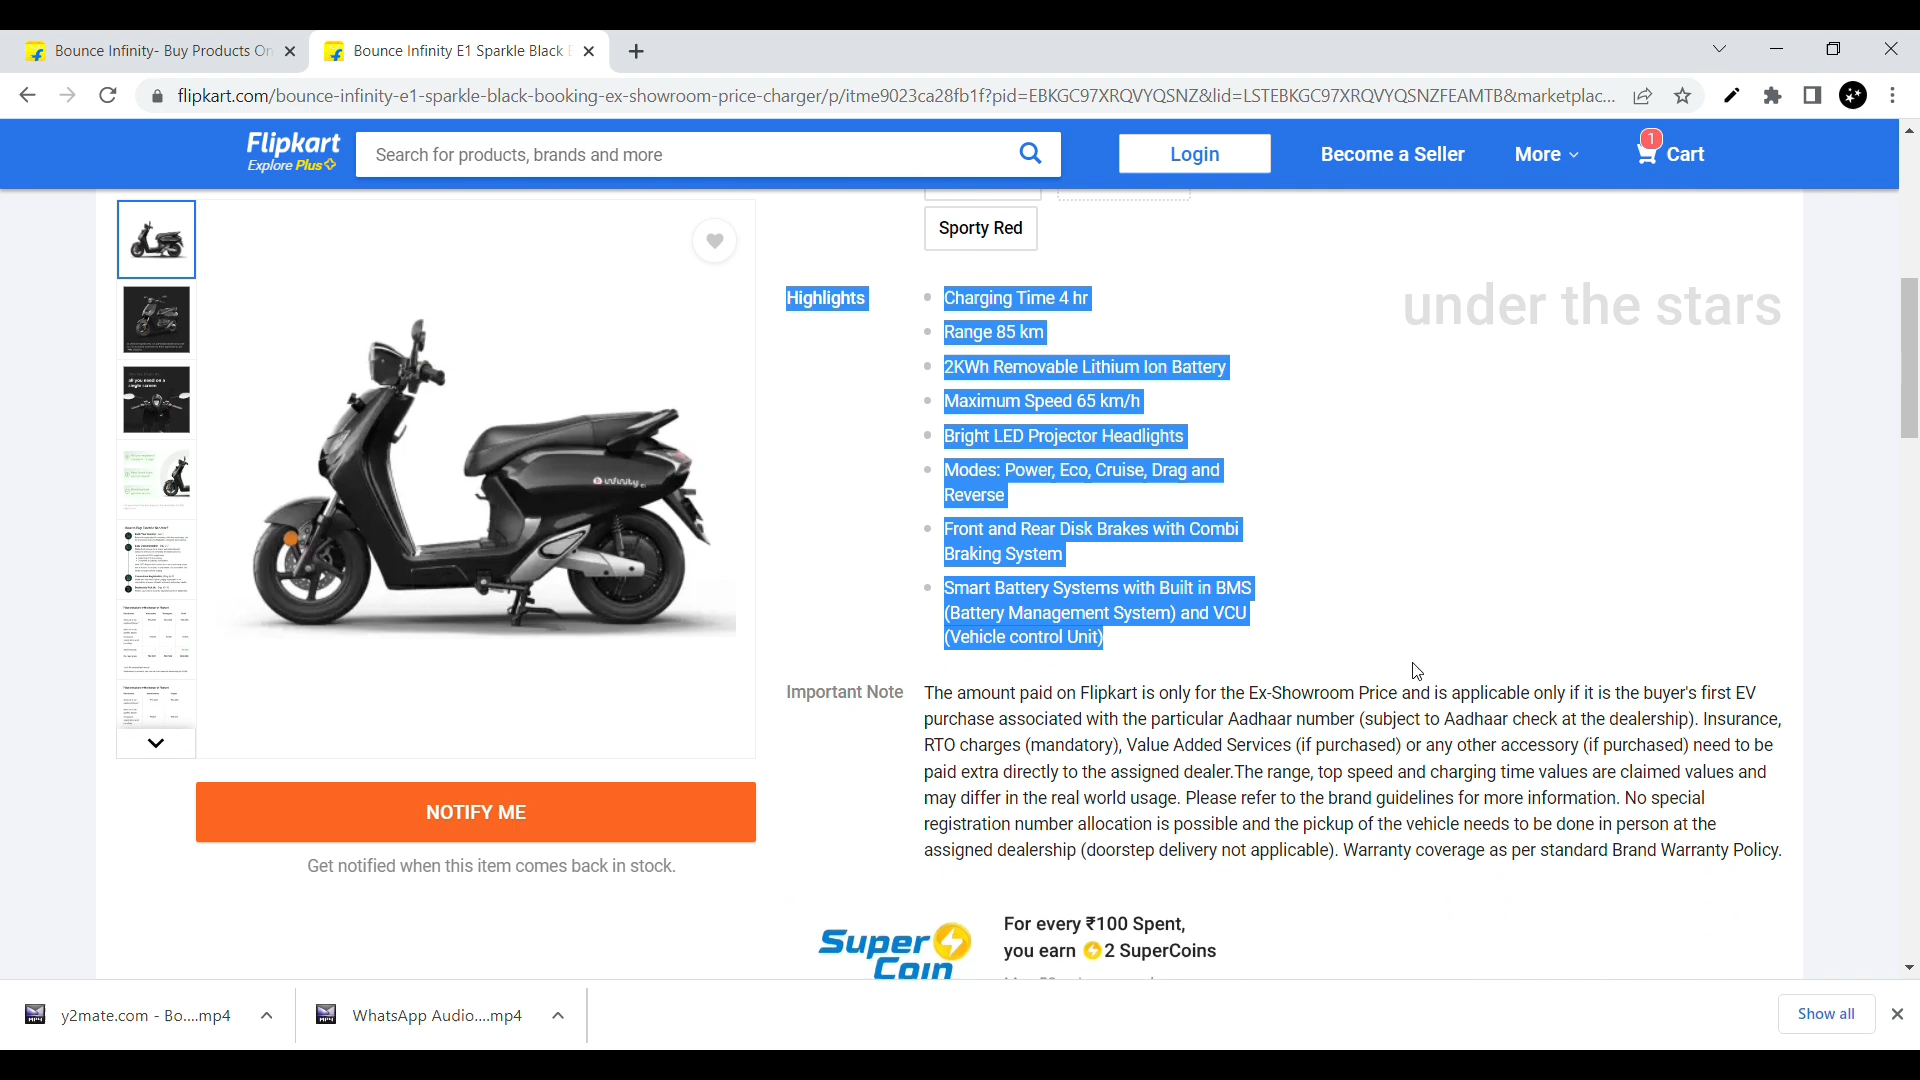 Bounce Infinity- Buy Products On
Bounce Infinity E1 Sparkle Black
flipkart.com/bounce-infinity-e1-sparkle-black-booking-ex-showroom-price-charger/p/itme9023ca28fb1f?pid=EBKGC97XRQVYQSNZ&lid=LSTEBKGC97XRQVYQSNZFEAMTB&marketplac...
Flipkart
Explore Plus
Search for products, brands and more
Login
Become a Seller
More
1
Cart
Sporty Red
under the stars
Highlights
Charging Time 4 hr
Range 85 km
2KWh Removable Lithium Ion Battery
Maximum Speed 65 km/h
Bright LED Projector Headlights
Modes: Power, Eco, Cruise, Drag and
Reverse
Front and Rear Disk Brakes with Combi
Braking System
Smart Battery Systems with Built in BMS
(Battery Management System) and VCU
(Vehicle control Unit)
all you need on a
single screen
infinity e1
Important Note
The amount paid on Flipkart is only for the Ex-Showroom Price and is applicable only if it is the buyer's first EV
purchase associated with the particular Aadhaar number (subject to Aadhaar check at the dealership). Insurance,
RTO charges (mandatory), Value Added Services (if purchased) or any other accessory (if purchased) need to be
paid extra directly to the assigned dealer.The range, top speed and charging time values are claimed values and
may differ in the real world usage. Please refer to the brand guidelines for more information. No special
registration number allocation is possible and the pickup of the vehicle needs to be done in person at the
assigned dealership (doorstep delivery not applicable). Warranty coverage as per standard Brand Warranty Policy.
NOTIFY ME
Get notified when this item comes back in stock.
Super
Coin
For every ₹100 Spent,
you earn 2 SuperCoins
y2mate.com - Bo....mp4
WhatsApp Audio....mp4
Show all